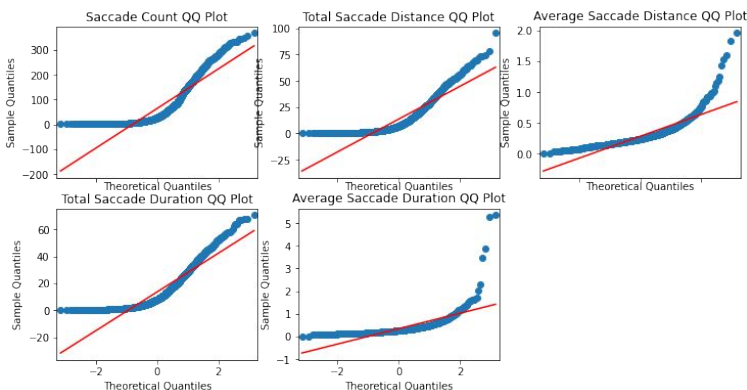 Saccade Count QQ Plot
Total Saccade Distance QQ Plot
Average Saccade Distance QQ Plot
Sample Quantiles
300
200
100
0
−100
−200
Theoretical Quantiles
Sample Quantiles
100
75
50
25
0
−25
Theoretical Quantiles
Sample Quantiles
2.0
1.5
1.0
0.5
0.0
Theoretical Quantiles
Total Saccade Duration QQ Plot
Average Saccade Duration QQ Plot
Sample Quantiles
60
40
20
0
−20
−2
0
2
Theoretical Quantiles
Sample Quantiles
5
4
3
2
1
0
−1
−2
0
2
Theoretical Quantiles